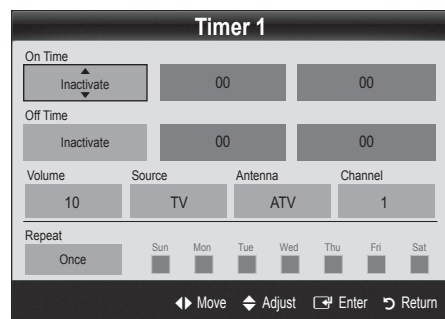 Timer 1
On Time
Inactivate 00 00
Off Time
Inactivate 00 00
Volume Source Antenna Channel
10 TV ATV 1
Repeat
Sun Mon Tue Wed Thu Fri Sat
Once
Move Adjust Enter Return